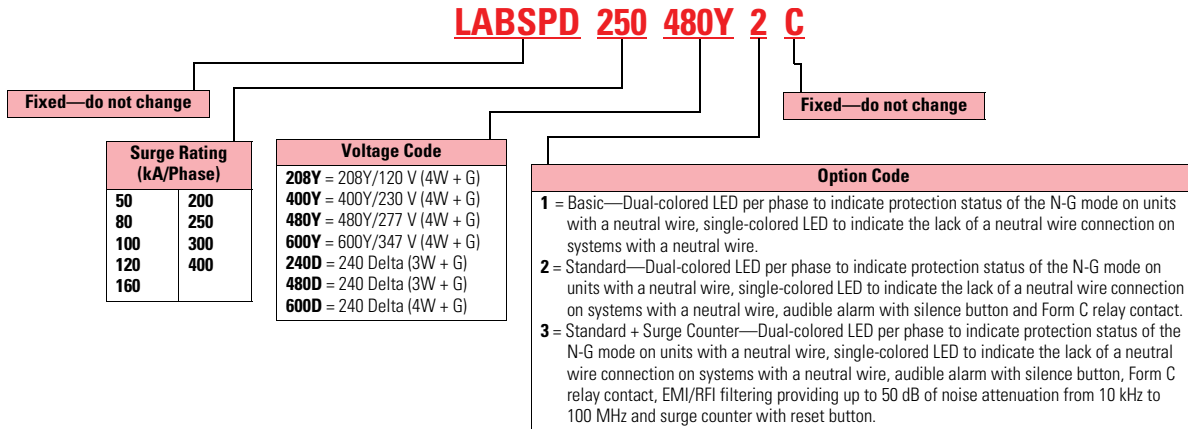 LABSPD 250 480Y 2 C
Fixed—do not change
Fixed—do not change
Surge Rating
(kA/Phase)
50 200
80 250
100 300
120 400
160
Voltage Code
208Y = 208Y/120 V (4W + G)
400Y = 400Y/230 V (4W + G)
480Y = 480Y/277 V (4W + G)
600Y = 600Y/347 V (4W + G)
240D = 240 Delta (3W + G)
480D = 240 Delta (3W + G)
600D = 240 Delta (4W + G)
Option Code
1 = Basic—Dual-colored LED per phase to indicate protection status of the N-G mode on units
with a neutral wire, single-colored LED to indicate the lack of a neutral wire connection on
systems with a neutral wire.
2 = Standard—Dual-colored LED per phase to indicate protection status of the N-G mode on
units with a neutral wire, single-colored LED to indicate the lack of a neutral wire connection
on systems with a neutral wire, audible alarm with silence button and Form C relay contact.
3 = Standard + Surge Counter—Dual-colored LED per phase to indicate protection status of the
N-G mode on units with a neutral wire, single-colored LED to indicate the lack of a neutral
wire connection on systems with a neutral wire, audible alarm with silence button, Form C
relay contact, EMI/RFI filtering providing up to 50 dB of noise attenuation from 10 kHz to
100 MHz and surge counter with reset button.